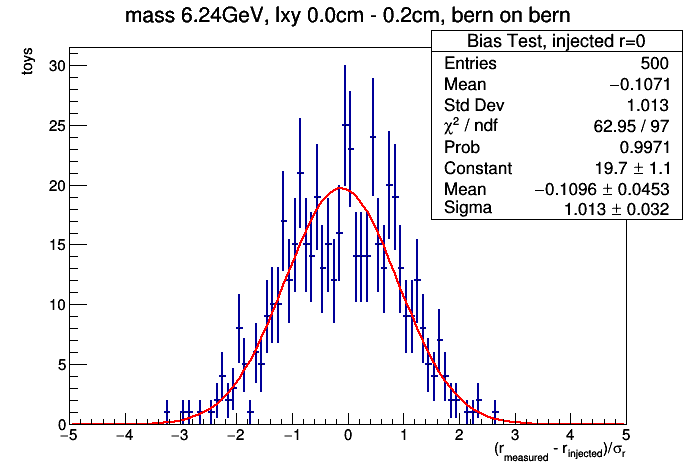 mass 6.24GeV, lxy 0.0cm - 0.2cm, bern on bern
Bias Test, injected r=0
Entries 500
Mean −0.1071
Std Dev 1.013
χ² / ndf 62.95 / 97
Prob 0.9971
Constant 19.7 ± 1.1
Mean −0.1096 ± 0.0453
Sigma 1.013 ± 0.032
toys
30
25
20
15
10
5
0
−5 −4 −3 −2 −1 0 1 2 3 4 5
(r_measured - r_injected)/σ_r